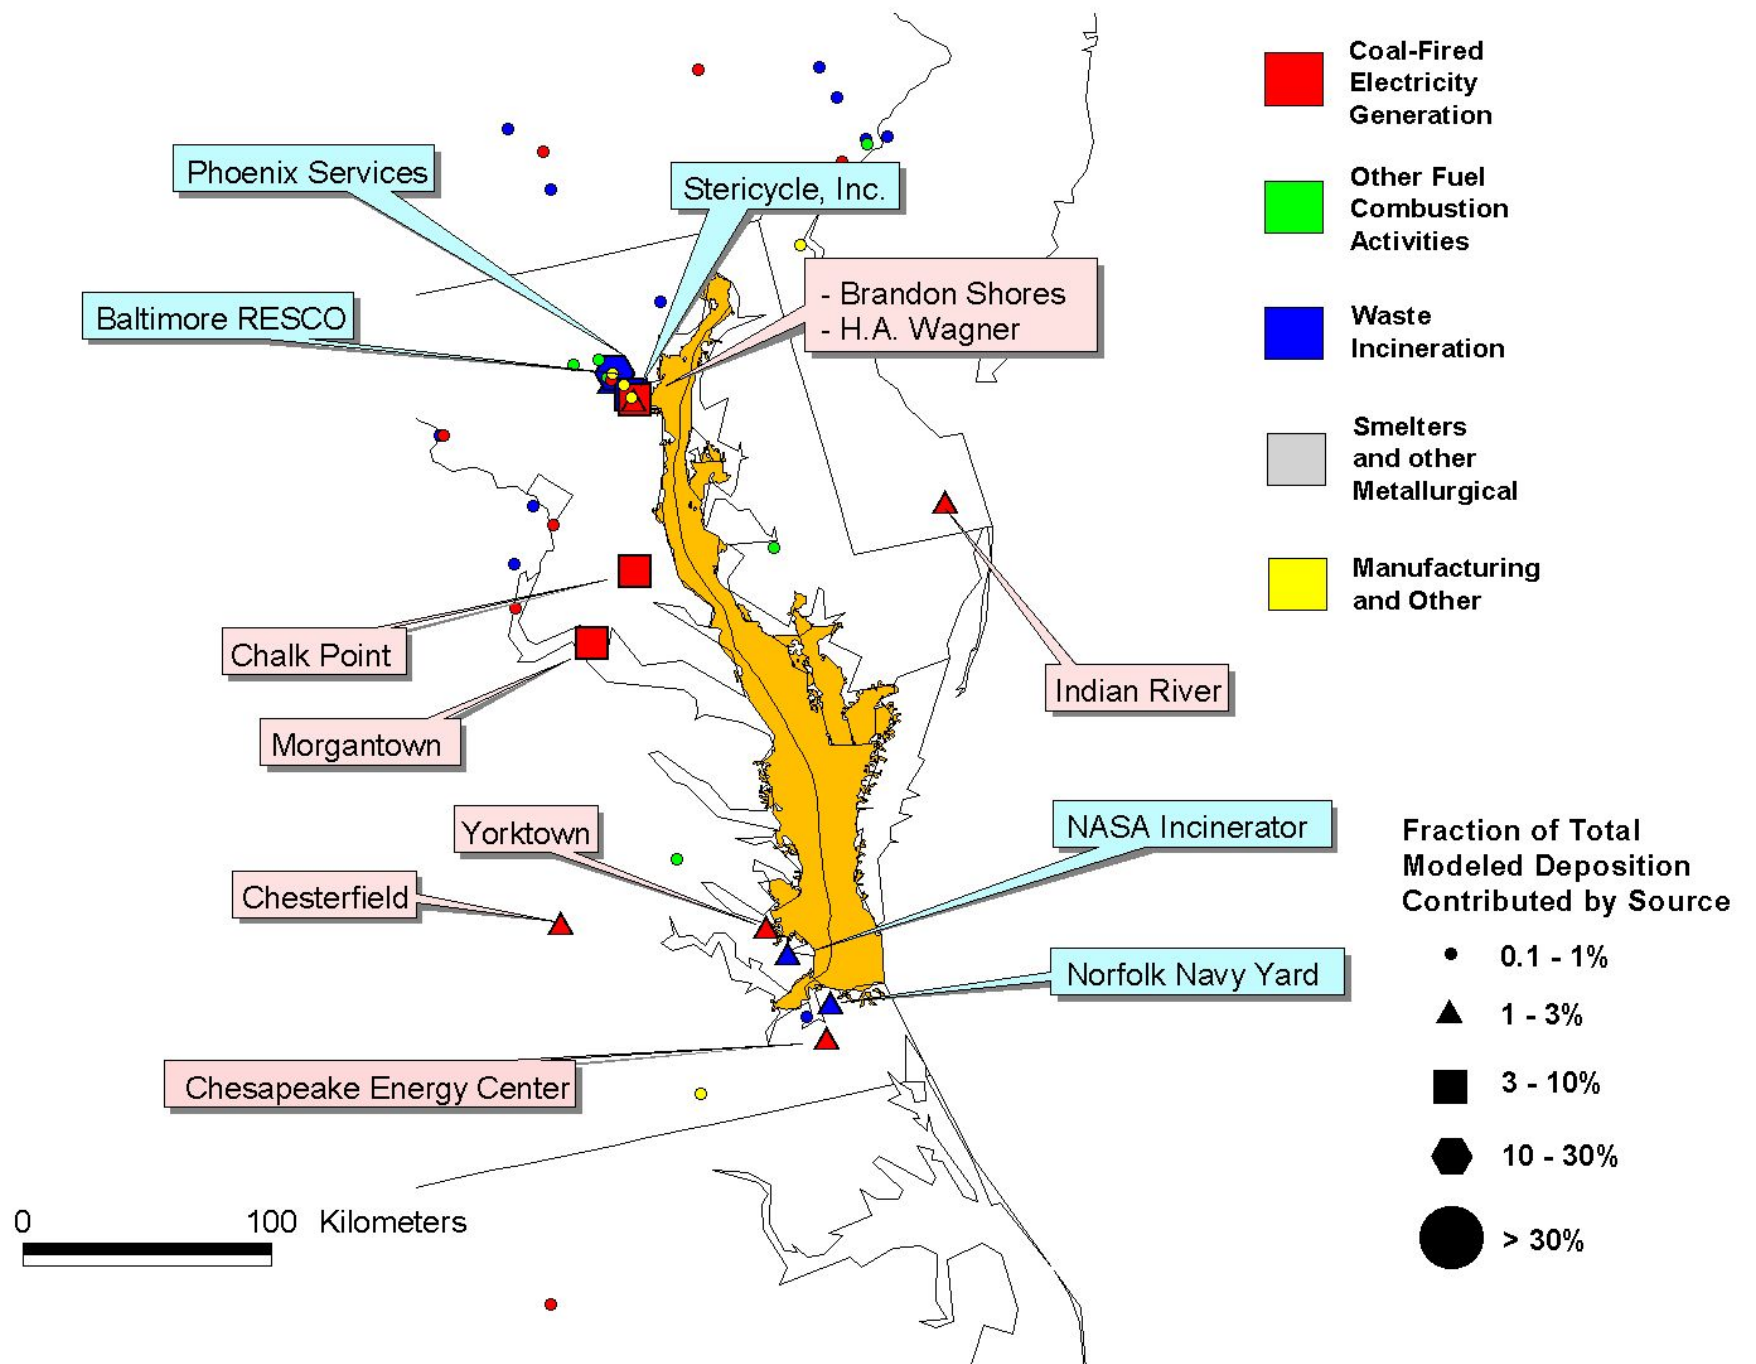 Phoenix Services
Stericycle, Inc.
Baltimore RESCO
- Brandon Shores
- H.A. Wagner
Chalk Point
Morgantown
Indian River
Yorktown
Chesterfield
NASA Incinerator
Norfolk Navy Yard
Chesapeake Energy Center
0 100 Kilometers
Coal-Fired
Electricity
Generation
Other Fuel
Combustion
Activities
Waste
Incineration
Smelters
and other
Metallurgical
Manufacturing
and Other
Fraction of Total
Modeled Deposition
Contributed by Source
0.1 - 1%
1 - 3%
3 - 10%
10 - 30%
> 30%